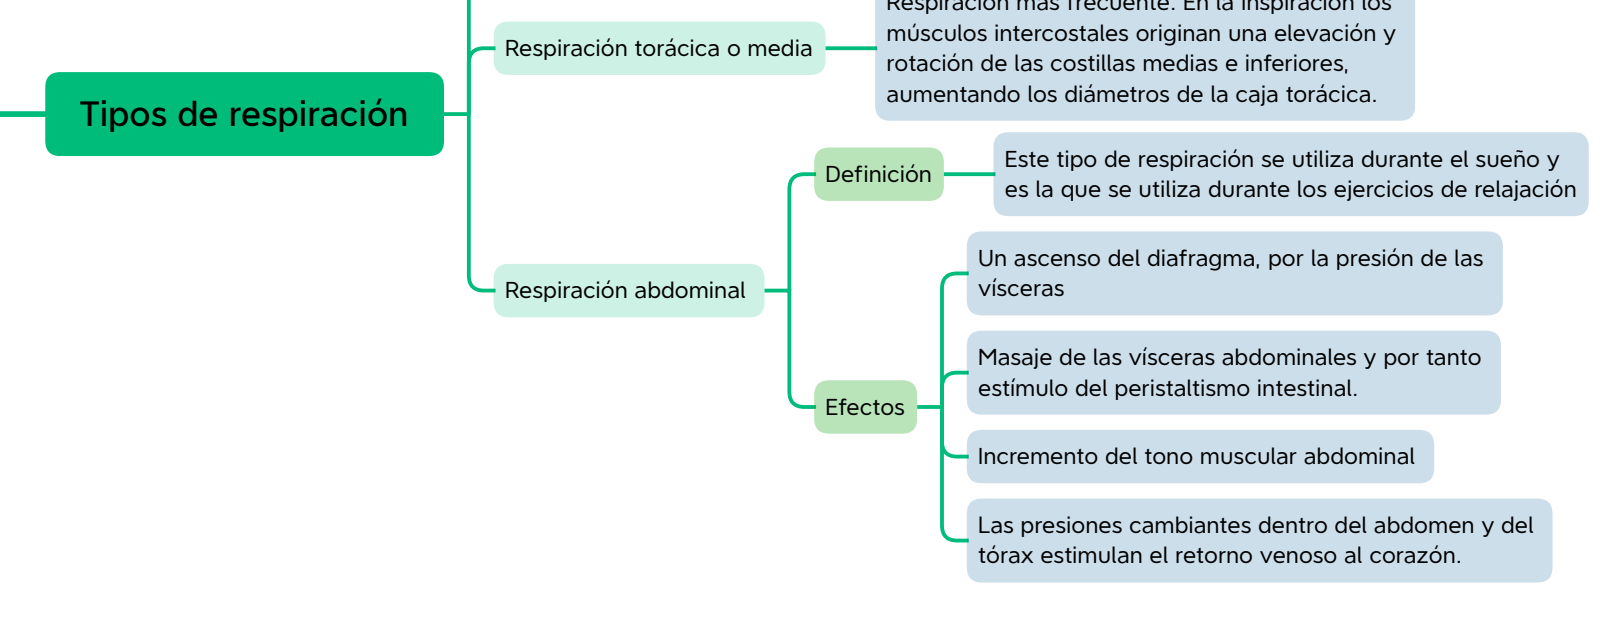 Tipos de respiración
Respiración torácica o media
Respiración más frecuente. En la inspiración los
músculos intercostales originan una elevación y
rotación de las costillas medias e inferiores,
aumentando los diámetros de la caja torácica.
Respiración abdominal
Definición
Este tipo de respiración se utiliza durante el sueño y
es la que se utiliza durante los ejercicios de relajación
Efectos
Un ascenso del diafragma, por la presión de las
vísceras
Masaje de las vísceras abdominales y por tanto
estímulo del peristaltismo intestinal.
Incremento del tono muscular abdominal
Las presiones cambiantes dentro del abdomen y del
tórax estimulan el retorno venoso al corazón.